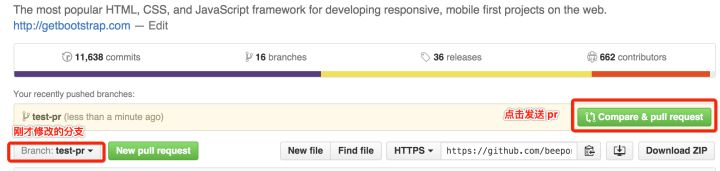 The most popular HTML, CSS, and JavaScript framework for developing responsive, mobile first projects on the web.
http://getbootstrap.com — Edit
11,638 commits 16 branches 36 releases 662 contributors
Your recently pushed branches:
test-pr (less than a minute ago) 点击发送 pr Compare & pull request
刚才修改的分支
Branch: test-pr New pull request New file Find file HTTPS https://github.com/beepo Download ZIP